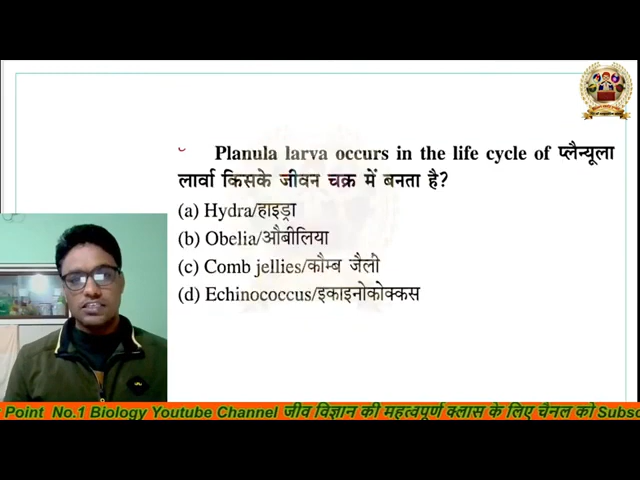 Planula larva occurs in the life cycle of प्लैन्यूला
लार्वा किसके जीवन चक्र में बनता है?
(a) Hydra/हाइड्रा
(b) Obelia/औबीलिया
(c) Comb jellies/कौम्ब जैली
(d) Echinococcus/इकाइनोकोक्कस
Point No.1 Biology Youtube Channel जीव विज्ञान की महत्वपूर्ण क्लास के लिए चैनल को Subsc